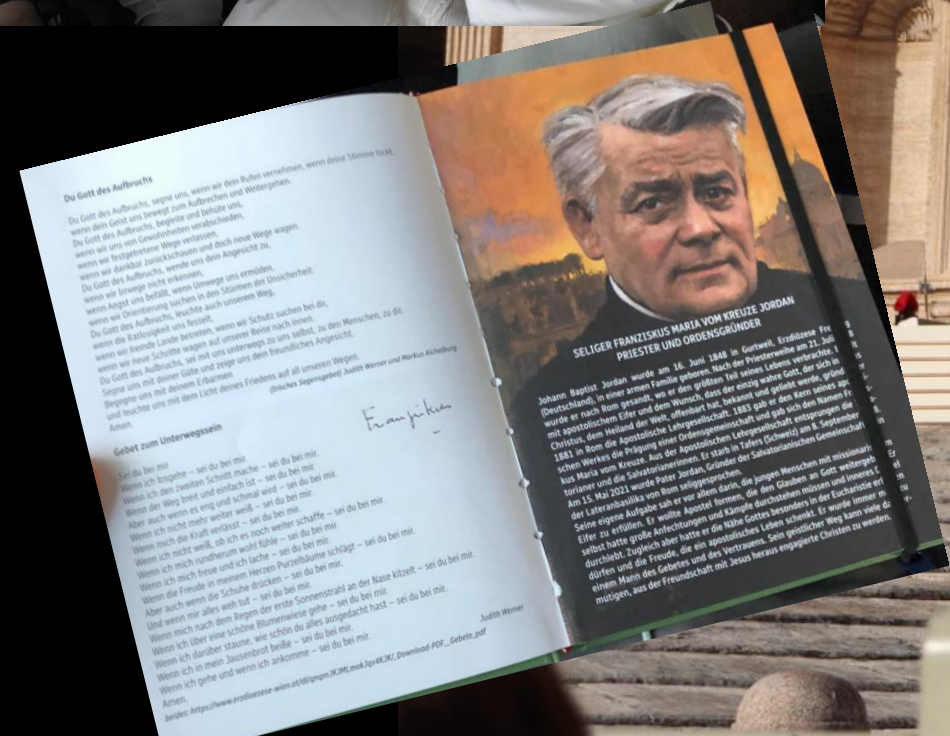 Du Gott des Aufbruchs
Du Gott des Aufbruchs, segne uns, wenn wir dein Rufen vernehmen, wenn deine Stimme lockt,
wenn dein Geist uns bewegt zum Aufbrechen und Weitergehen.
Du Gott des Aufbruchs, begleite und behüte uns,
wenn wir uns von Gewohnheiten verabschieden,
wenn wir festgetretene Wege verlassen,
wenn wir dankbar zurückschauen und doch neue Wege wagen.
Du Gott des Aufbruchs, wende uns dein Angesicht zu,
wenn wir Irrwege nicht erkennen,
wenn Angst uns befällt, wenn Umwege uns ermüden,
wenn wir Orientierung suchen in den Stürmen der Unsicherheit.
Du Gott des Aufbruchs, leuchte auch unserem Weg,
wenn die Ratlosigkeit uns fesselt,
wenn wir fremde Lande betreten, wenn wir Schutz suchen bei dir,
wenn wir neue Schritte wagen auf unserer Reise nach innen.
Du Gott des Aufbruchs, sei mit uns unterwegs zu uns selbst, zu den Menschen, zu dir.
Segne uns mit deiner Güte und zeige uns dein freundliches Angesicht.
Begegne uns mit deinem Erbarmen
und leuchte uns mit dem Licht deines Friedens auf all unseren Wegen.
Amen.
(Irisches Segensgebet) Judith Werner und Markus Aichelburg
Franziskus
Gebet zum Unterwegssein
Sei du bei mir.
Wenn ich losgehe – sei du bei mir.
Wenn ich den zweiten Schritt mache – sei du bei mir.
Wenn der Weg breit und einfach ist – sei du bei mir.
Aber auch wenn es eng und schmal wird – sei du bei mir.
Wenn ich nicht mehr weiter weiß – sei du bei mir.
Wenn mich die Kraft verlässt – sei du bei mir.
Wenn ich nicht weiß, ob ich es noch weiter schaffe – sei du bei mir.
Wenn ich mich rundherum wohl fühle – sei du bei mir.
Wenn ich mich freue und ich lache – sei du bei mir.
Wenn die Freude in meinem Herzen Purzelbäume schlägt – sei du bei mir.
Aber auch wenn die Schuhe drücken – sei du bei mir.
Und wenn mir alles weh tut – sei du bei mir.
Wenn mich nach dem Regen der erste Sonnenstrahl an der Nase kitzelt – sei du bei mir.
Wenn ich über eine schöne Blumenwiese gehe – sei du bei mir.
Wenn ich darüber staune, wie schön du alles ausgedacht hast – sei du bei mir.
Wenn ich in mein Jausenbrot beiße – sei du bei mir.
Wenn ich gehe und wenn ich ankomme – sei du bei mir.
Amen.
Judith Werner
SELIGER FRANZISKUS MARIA VOM KREUZE JORDAN
PRIESTER UND ORDENSGRÜNDER
Johann Baptist Jordan wurde am 16. Juni 1848 in Gurtweil, Erzdiözese
(Deutschland), in einer armen Familie geboren. Nach der Priesterweihe am 21. Juli
wurde er nach Rom gesandt, wo er den größten Teil seines Lebens verbrachte.
mit apostolischem Eifer und dem Wunsch, dass der einzig wahre Gott, der sich
Christus, dem Heiland der Welt, offenbart hat, bekannt und geliebt werde,
1881 in Rom die Apostolische Lehrgesellschaft. 1883 gab er den Kern seines
schen Werkes die Prägung einer Ordensgemeinschaft und gab sich den Namen
kus Maria vom Kreuze. Aus der Apostolischen Lehrgesellschaft entsprungen die
torianer und die Salvatorianerinnen. Er starb in Tafers (Schweiz) am 8. September
Am 15. Mai 2021 wurde Pater Jordan, Gründer der Salvatorianischen Gemeinschaft
der Lateranbasilika von Rom seliggesprochen.
Seine eigene Aufgabe sah er vor allem darin, die jungen Menschen mit
Eifer zu erfüllen. Er wollte Apostel formen, die den Glauben an Gott
selbst hatte große Anfechtungen und Kämpfe durchstehen müssen und
durchlebt. Zugleich aber hatte er die Nähe Gottes besonders in der Eucharistie
dürfen und die Freude, die ein apostolisches Leben schenkt. Er wurde immer
einem Mann des Gebetes und des Vertrauens. Sein geistlicher Weg kann viele
mutigen, aus der Freundschaft mit Jesus heraus engagierte Christen zu werden.